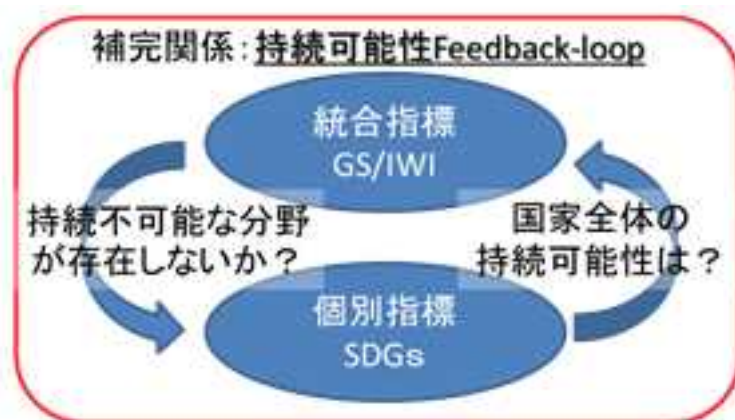 補完関係：持続可能性Feedback-loop
統合指標
GS/IWI
持続不可能な分野
が存在しないか？
国家全体の
持続可能性は？
個別指標
SDGs